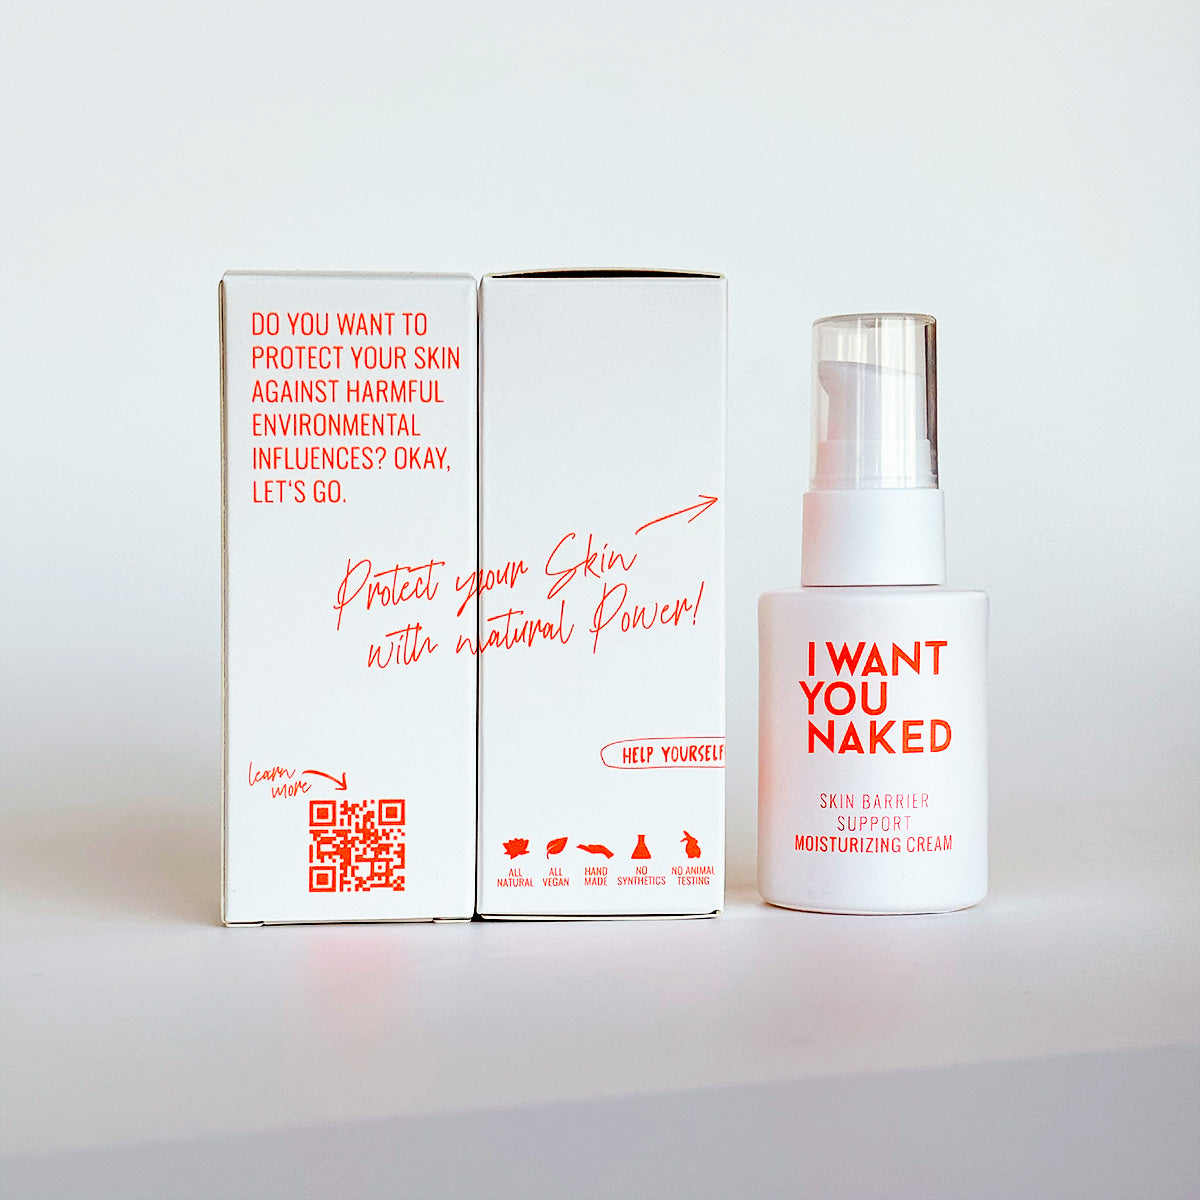 DO YOU WANT TO
PROTECT YOUR SKIN
AGAINST HARMFUL
ENVIRONMENTAL
INFLUENCES? OKAY,
LET'S GO.
Protect your Skin
with natural Power!
learn
more
HELP YOURSELF
ALL
NATURAL
ALL
VEGAN
HAND
MADE
NO
SYNTHETICS
NO ANIMAL
TESTING
I WANT
YOU
NAKED
SKIN BARRIER
SUPPORT
MOISTURIZING CREAM